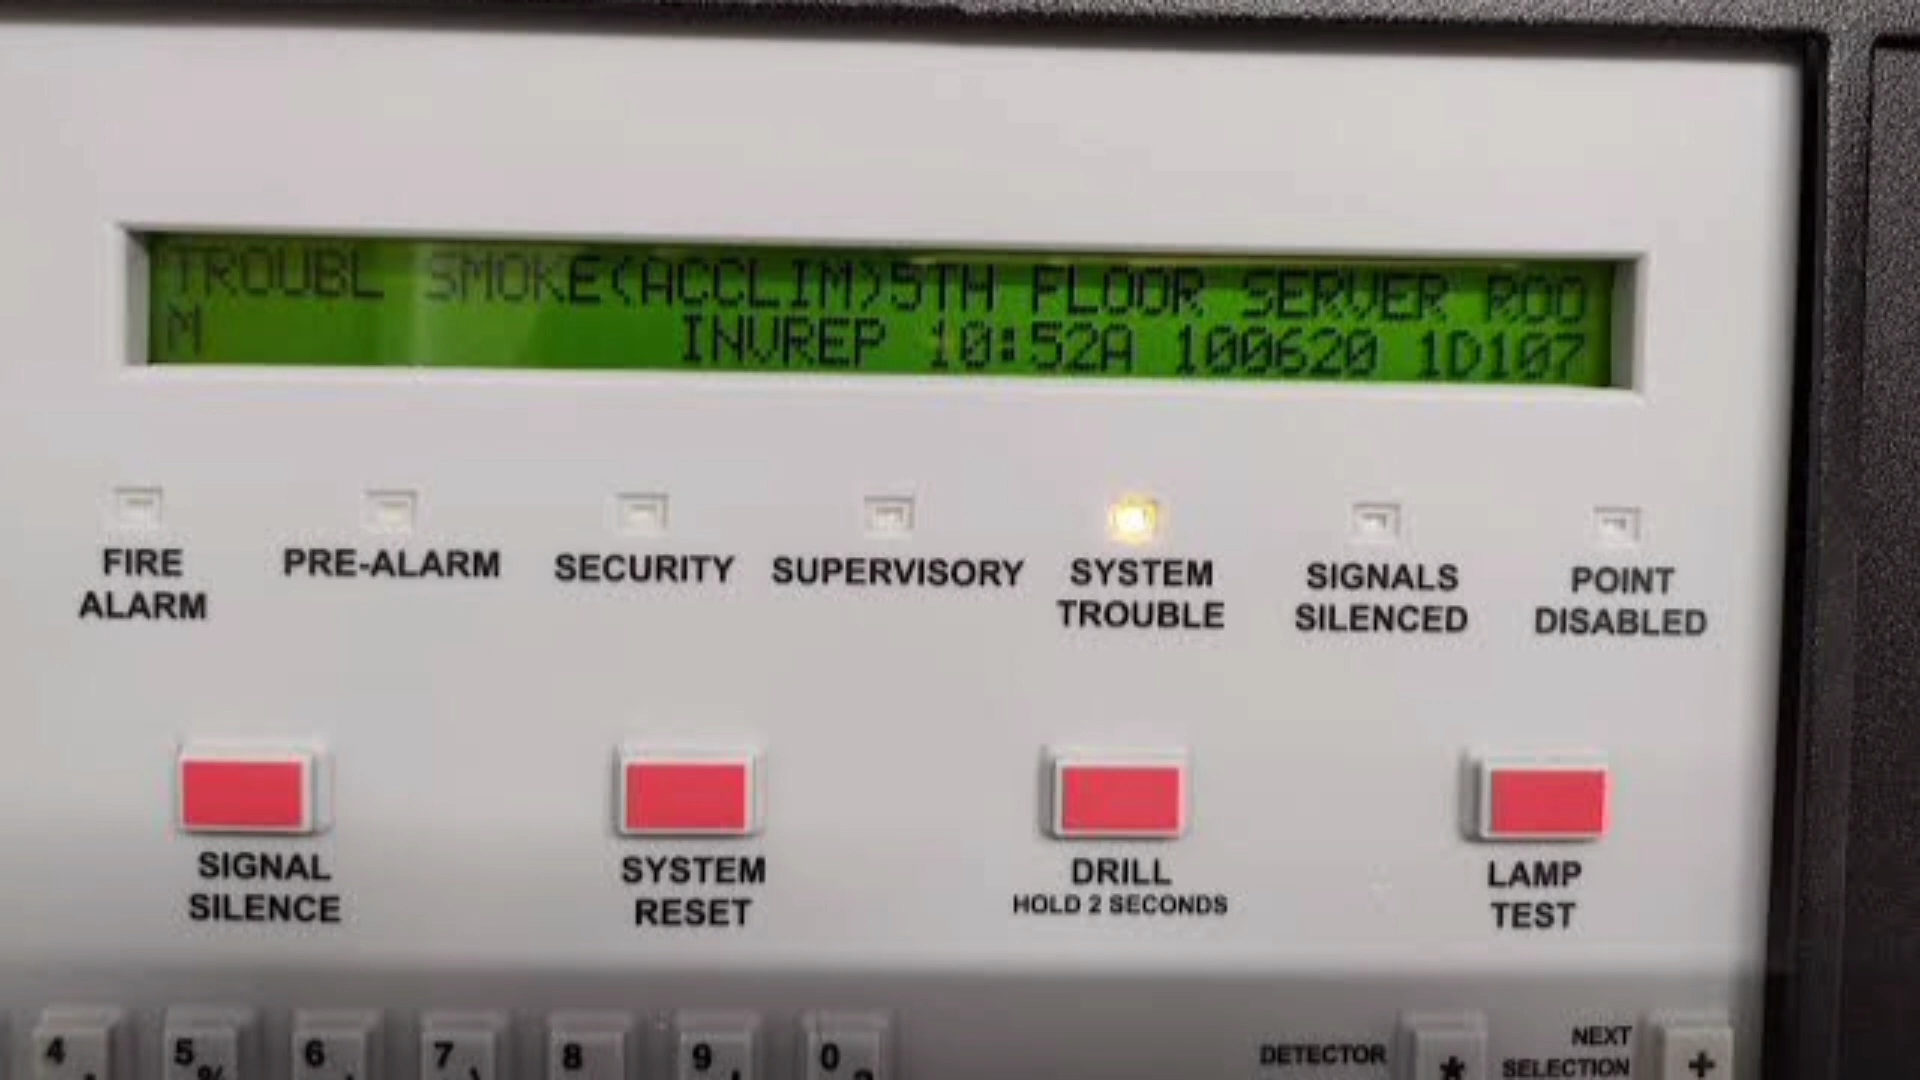 TROUBL SMOKE(ACCLIM)5TH FLOOR SERVER ROO
M INVREP 10:52A 100620 1D107
FIRE ALARM
PRE-ALARM
SECURITY
SUPERVISORY
SYSTEM TROUBLE
SIGNALS SILENCED
POINT DISABLED
SIGNAL SILENCE
SYSTEM RESET
DRILL
HOLD 2 SECONDS
LAMP TEST
4 5 % 6 7 8 9 0
DETECTOR *
NEXT SELECTION +